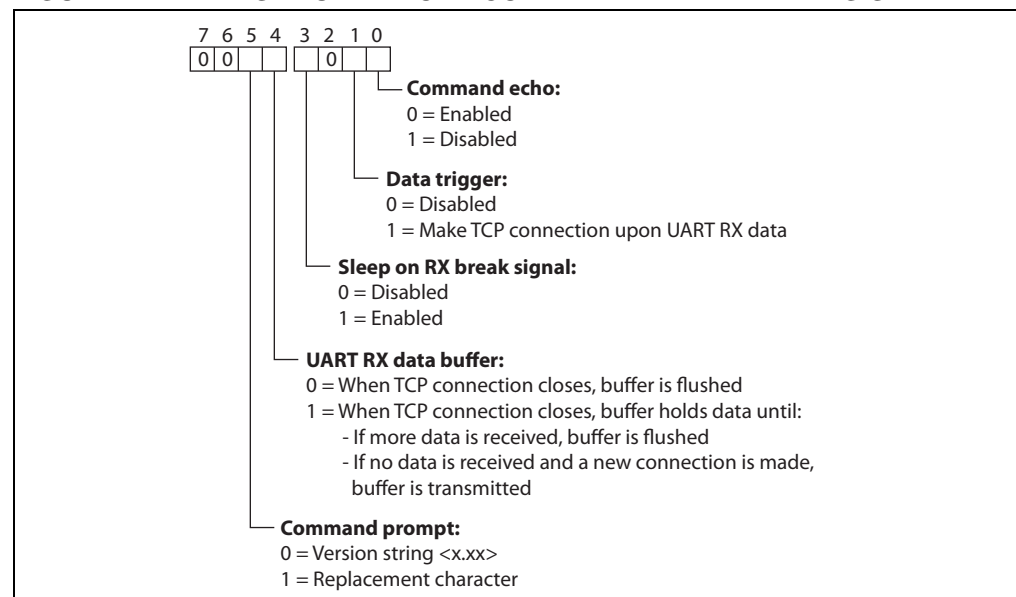 7 6 5 4 3 2 1 0
0 0 0
Command echo:
0 = Enabled
1 = Disabled
Data trigger:
0 = Disabled
1 = Make TCP connection upon UART RX data
Sleep on RX break signal:
0 = Disabled
1 = Enabled
UART RX data buffer:
0 = When TCP connection closes, buffer is flushed
1 = When TCP connection closes, buffer holds data until:
- If more data is received, buffer is flushed
- If no data is received and a new connection is made,
buffer is transmitted
Command prompt:
0 = Version string <x.xx>
1 = Replacement character